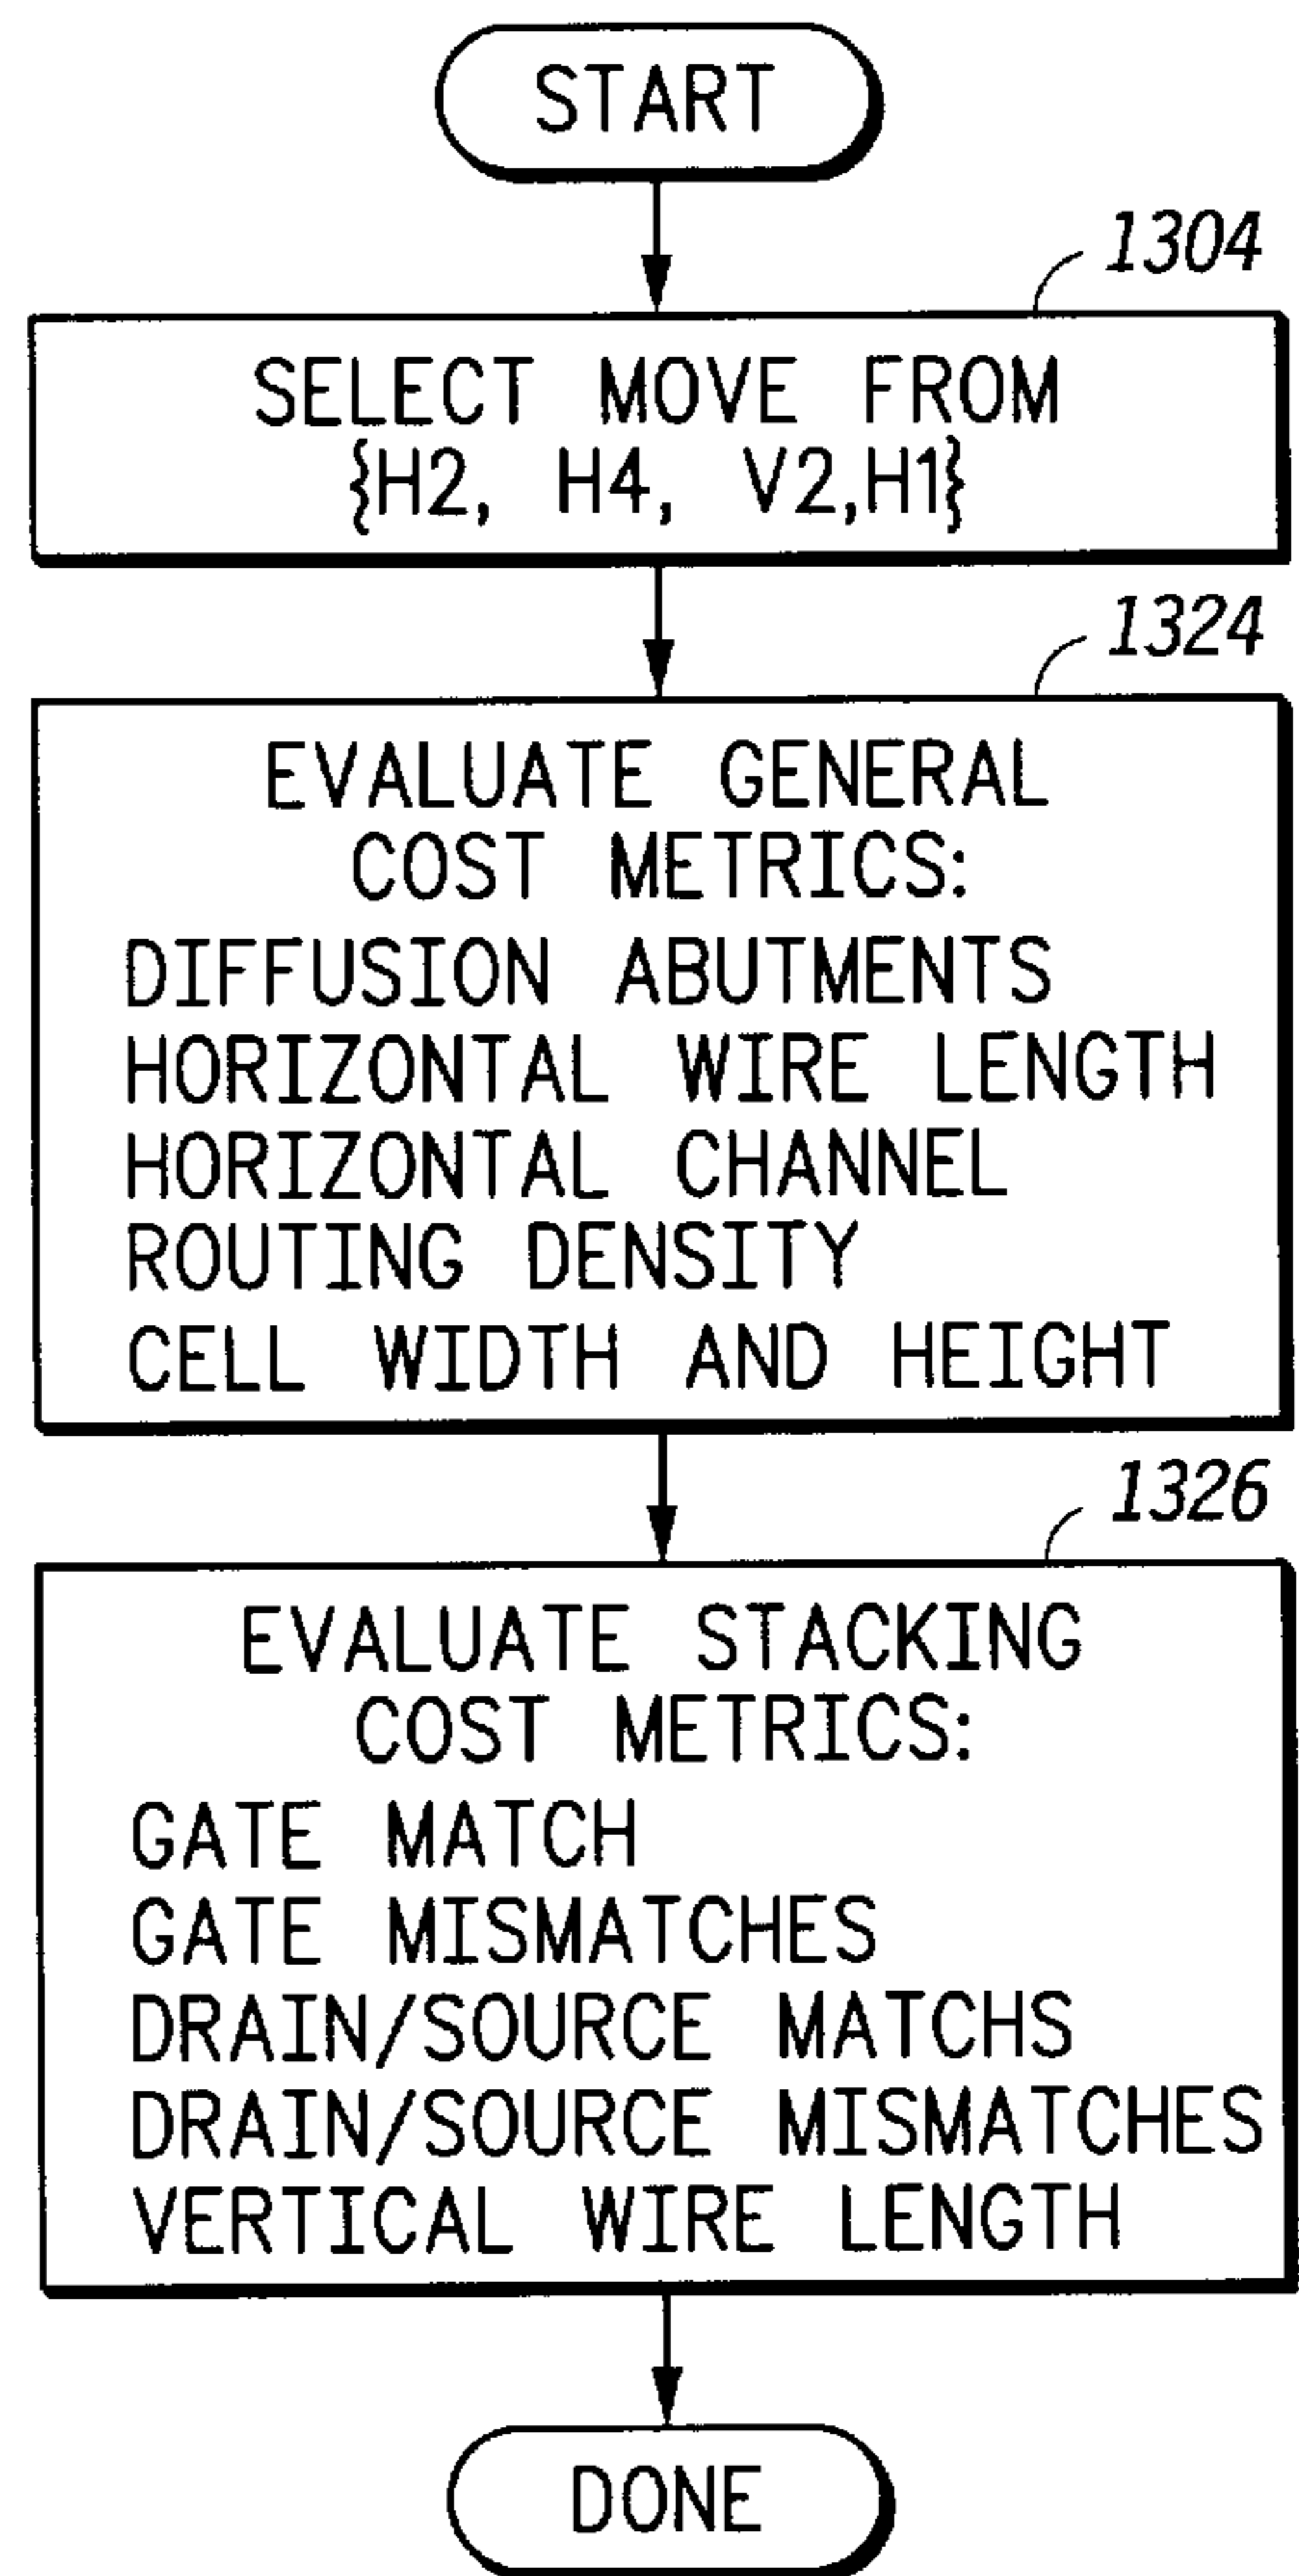 START
1304
SELECT MOVE FROM
{H2, H4, V2,H1}
1324
EVALUATE GENERAL
COST METRICS:
DIFFUSION ABUTMENTS
HORIZONTAL WIRE LENGTH
HORIZONTAL CHANNEL
ROUTING DENSITY
CELL WIDTH AND HEIGHT
1326
EVALUATE STACKING
COST METRICS:
GATE MATCH
GATE MISMATCHES
DRAIN/SOURCE MATCHS
DRAIN/SOURCE MISMATCHES
VERTICAL WIRE LENGTH
DONE